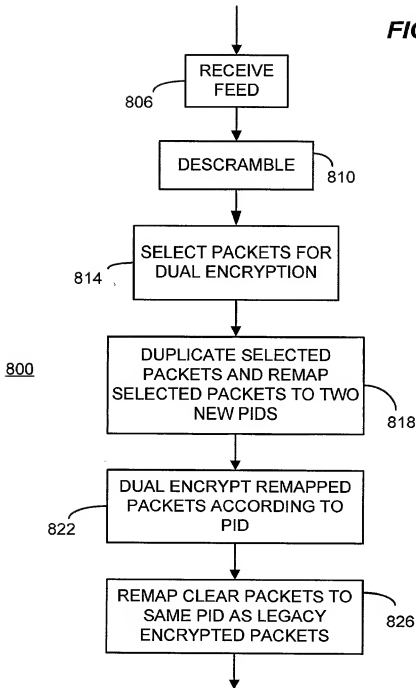 FIG
RECEIVE
FEED
806
DESCRAMBLE
810
SELECT PACKETS FOR
DUAL ENCRYPTION
814
800
DUPLICATE SELECTED
PACKETS AND REMAP
SELECTED PACKETS TO TWO
NEW PIDS
818
DUAL ENCRYPT REMAPPED
PACKETS ACCORDING TO
PID
822
REMAP CLEAR PACKETS TO
SAME PID AS LEGACY
ENCRYPTED PACKETS
826